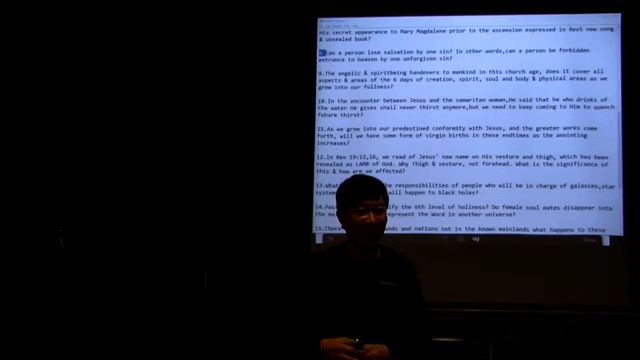 His secret appearance to Mary Magdalene prior to the ascension expressed in Rev5 new song
& unsealed book?
8.Can a person lose salvation by one sin? In other words,can a person be forbidden
entrance to heaven by one unforgiven sin?
9.The angelic & spiritbeing handovers to mankind in this church age, does it cover all
aspects & areas of the 6 days of creation, spirit, soul and body & physical areas as we
grow into our fullness?
10.In the encounter between Jesus and the samaritan woman,He said that he who drinks of
the water He gives shall never thirst anymore,but we need to keep coming to Him to quench
future thirst?
11.As we grow into our predestined conformity with Jesus, and the greater works come
forth, will we have some form of virgin births in these endtimes as the anointing
increases?
12.In Rev 19:12,16, we read of Jesus' new name on His vesture and thigh, which has been
revealed as LAMB of God. Why Thigh & vesture, not forehead. What is the significance of
this & how are we affected?
13.What the responsibilities of people who will be in charge of galaxies,star
system will happen to black holes?
14.Past fy the 6th level of holiness? Do female soul mates disappear into
the ma present the Word in another universe?
15.There unds and nations not in the known mainlands what happens to these